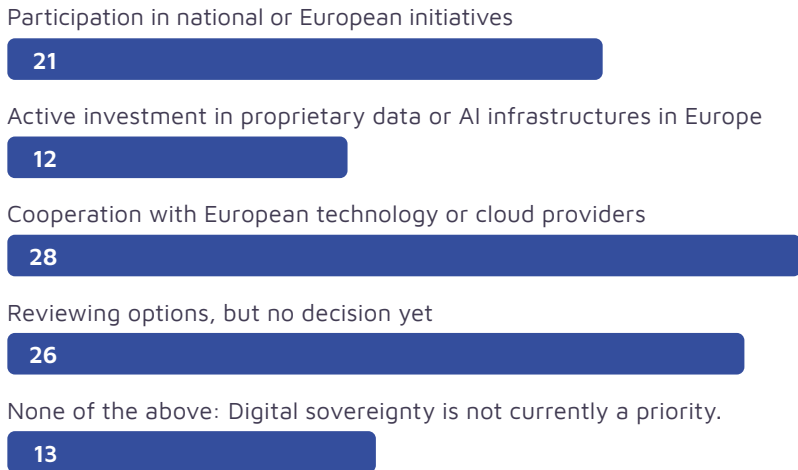 Participation in national or European initiatives
21
Active investment in proprietary data or AI infrastructures in Europe
12
Cooperation with European technology or cloud providers
28
Reviewing options, but no decision yet
26
None of the above: Digital sovereignty is not currently a priority.
13